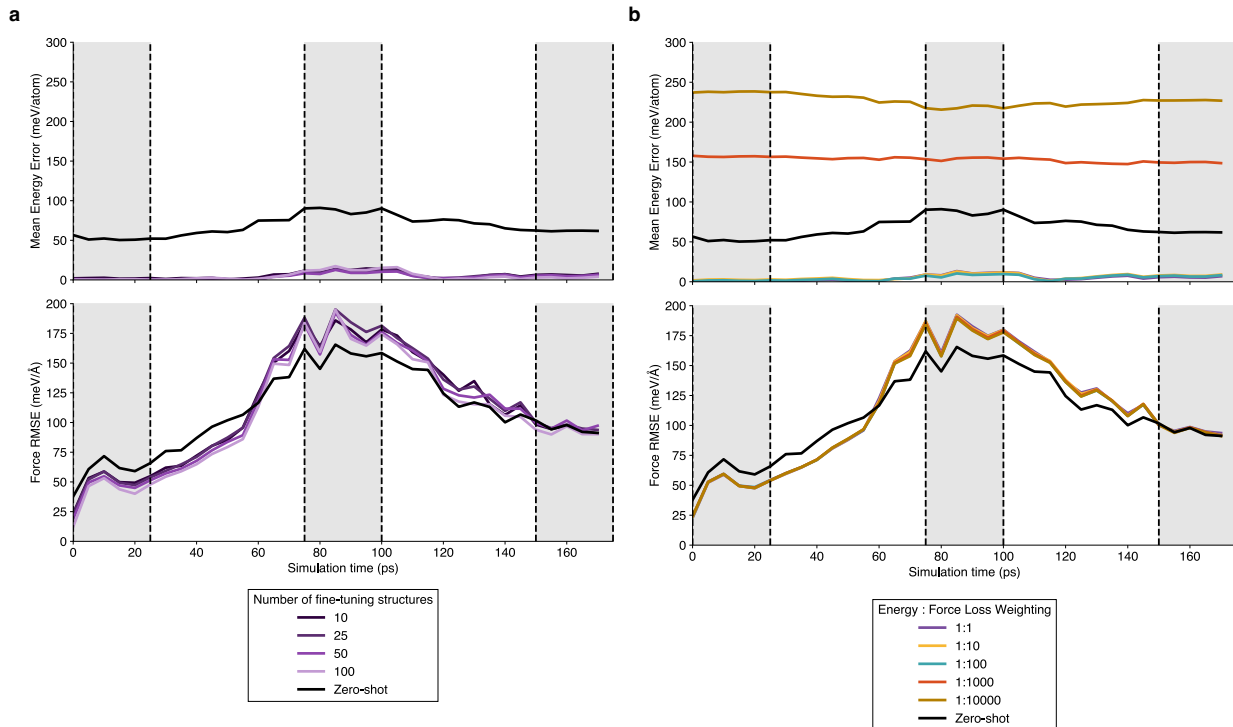 a
300
250
200
150
100
50
0
Mean Energy Error (meV/atom)
200
175
150
125
100
75
50
25
0
Force RMSE (meV/Å)
0 20 40 60 80 100 120 140 160
Simulation time (ps)
Number of fine-tuning structures
10
25
50
100
Zero-shot
b
300
250
200
150
100
50
0
Mean Energy Error (meV/atom)
200
175
150
125
100
75
50
25
0
Force RMSE (meV/Å)
0 20 40 60 80 100 120 140 160
Simulation time (ps)
Energy : Force Loss Weighting
1:1
1:10
1:100
1:1000
1:10000
Zero-shot